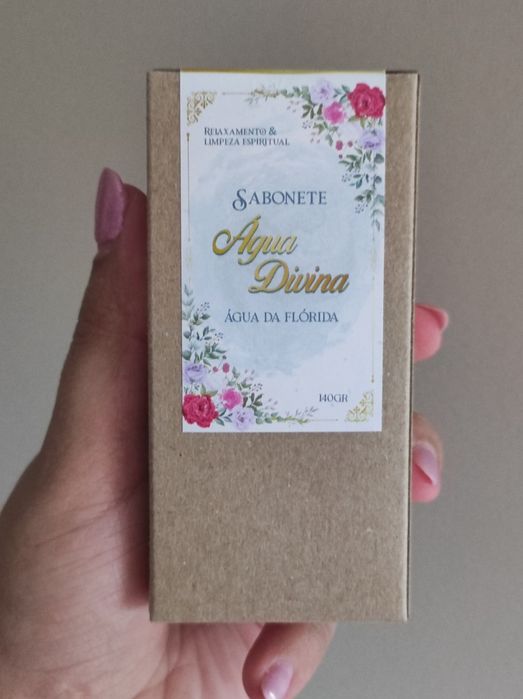 Relaxamento &
limpeza espiritual
Sabonete
Água
Divina
Água da Flórida
140gr